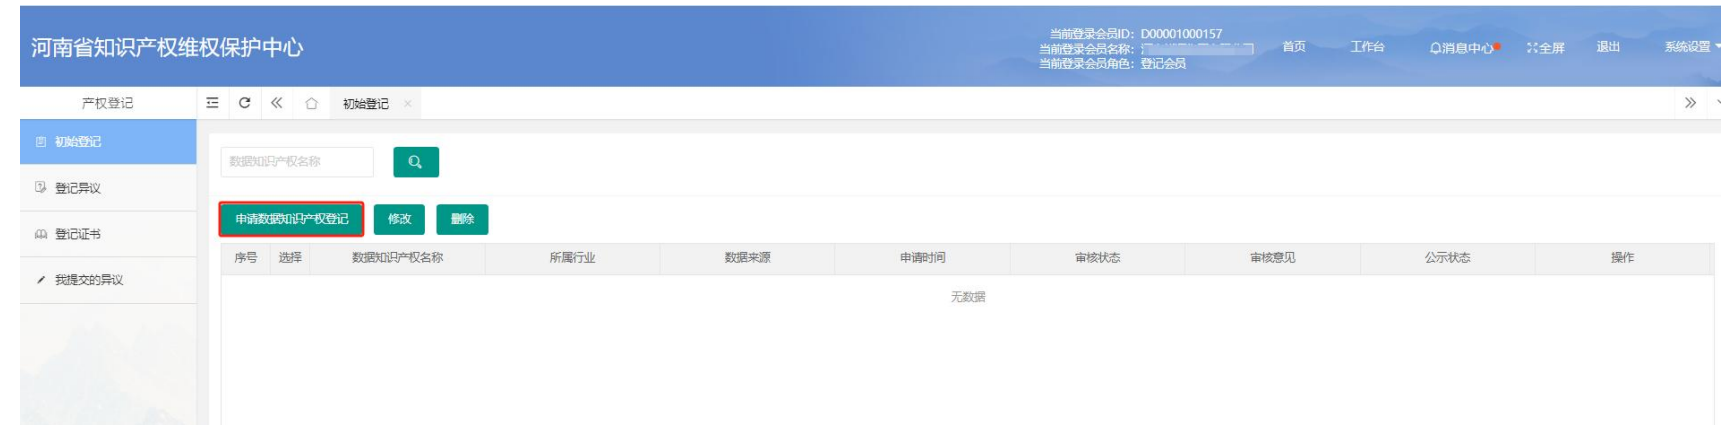 河南省知识产权维权保护中心
当前登录会员ID：D00001000157
当前登录会员名称：
当前登录会员角色：登记会员
首页 工作台 消息中心 全屏 退出 系统设置
产权登记 初始登记
初始登记
登记异议
登记证书
我提交的异议
数据知识产权名称
申请数据知识产权登记 修改 删除
序号 选择 数据知识产权名称 所属行业 数据来源 申请时间 审核状态 审核意见 公示状态 操作
无数据